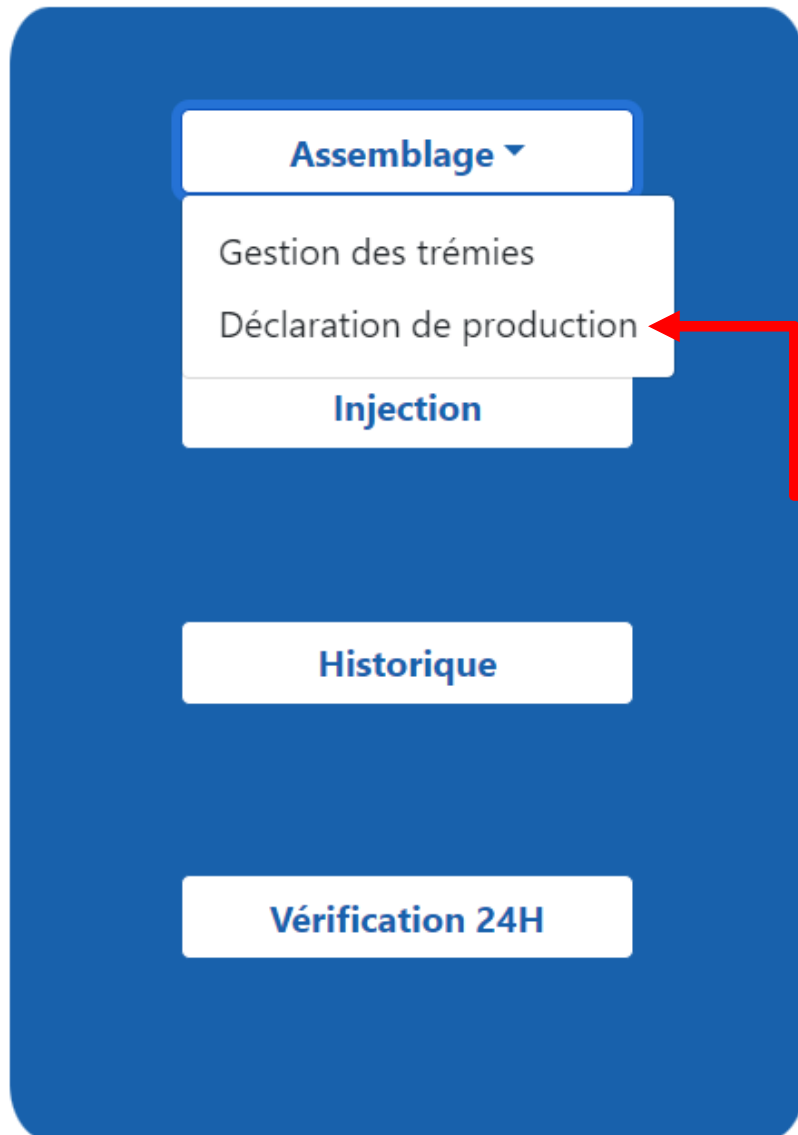 Assemblage
Gestion des trémies
Déclaration de production
Injection
Historique
Vérification 24H